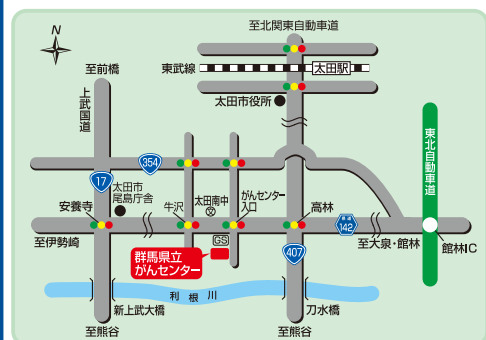 至北関東自動車道
N
東武線
太田駅
至前橋
太田市役所
上武国道
354
17
太田市
尾島庁舎
太田南中
文
がんセンター
入口
東北自動車道
安養寺
牛沢
高林
県道
142
GS
至伊勢崎
群馬県立
がんセンター
407
至大泉・館林
館林IC
利根川
新上武大橋
刀水橋
至熊谷
至熊谷